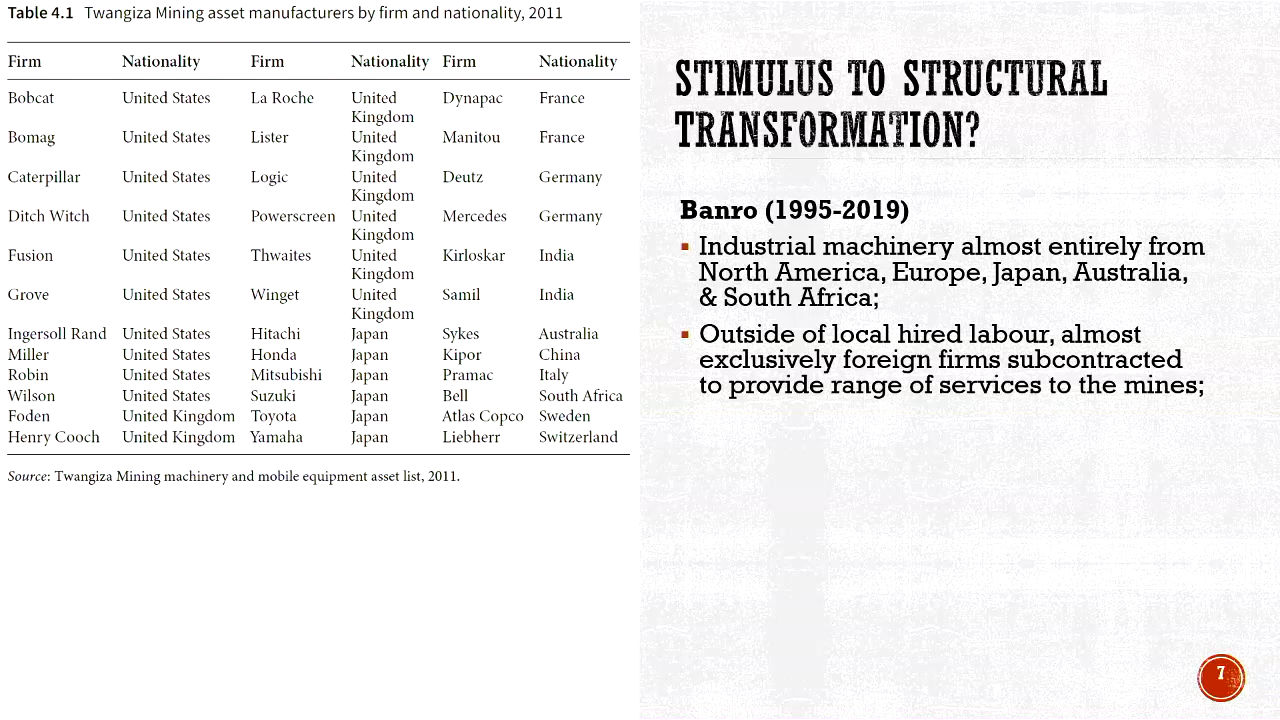 Table 4.1 Twangiza Mining asset manufacturers by firm and nationality, 2011
Firm Nationality Firm Nationality Firm Nationality
Bobcat United States La Roche United Kingdom Dynapac France
Bomag United States Lister United Kingdom Manitou France
Caterpillar United States Logic United Kingdom Deutz Germany
Ditch Witch United States Powerscreen United Kingdom Mercedes Germany
Fusion United States Thwaites United Kingdom Kirloskar India
Grove United States Winget United Kingdom Samil India
Ingersoll Rand United States Hitachi Japan Sykes Australia
Miller United States Honda Japan Kipor China
Robin United States Mitsubishi Japan Pramac Italy
Wilson United States Suzuki Japan Bell South Africa
Foden United Kingdom Toyota Japan Atlas Copco Sweden
Henry Cooch United Kingdom Yamaha Japan Liebherr Switzerland
Source: Twangiza Mining machinery and mobile equipment asset list, 2011.
STIMULUS TO STRUCTURAL
TRANSFORMATION?
Banro (1995-2019)
▪ Industrial machinery almost entirely from
North America, Europe, Japan, Australia,
& South Africa;
▪ Outside of local hired labour, almost
exclusively foreign firms subcontracted
to provide range of services to the mines;
7